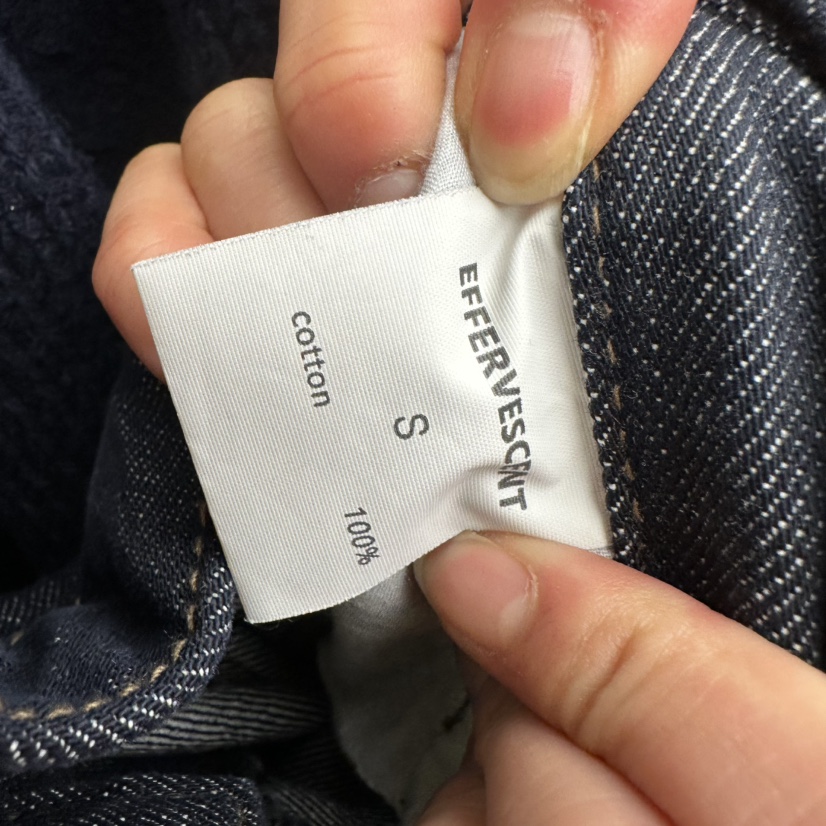 EFFERVESCENT
S
cotton 100%